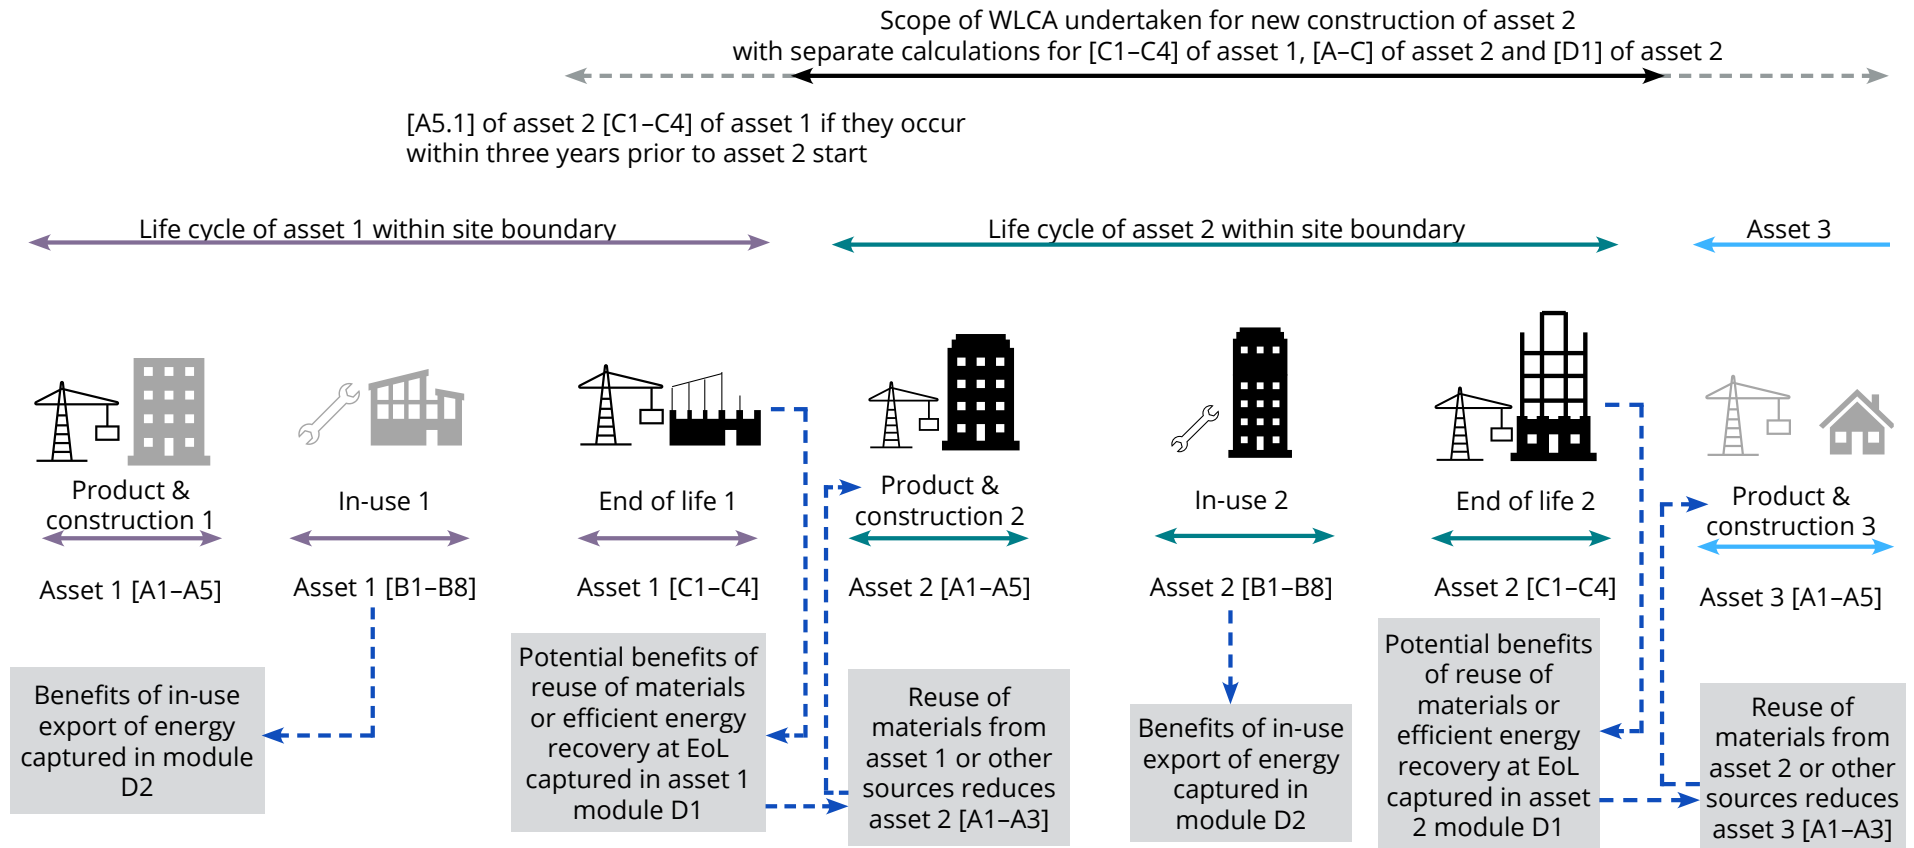 Scope of WLCA undertaken for new construction of asset 2
with separate calculations for [C1–C4] of asset 1, [A–C] of asset 2 and [D1] of asset 2
[A5.1] of asset 2 [C1–C4] of asset 1 if they occur
within three years prior to asset 2 start
Life cycle of asset 1 within site boundary
Life cycle of asset 2 within site boundary
Asset 3
Product &
construction 1
In-use 1
End of life 1
Product &
construction 2
In-use 2
End of life 2
Product &
construction 3
Asset 1 [A1–A5]
Asset 1 [B1–B8]
Asset 1 [C1–C4]
Asset 2 [A1–A5]
Asset 2 [B1–B8]
Asset 2 [C1–C4]
Asset 3 [A1–A5]
Benefits of in-use
export of energy
captured in module
D2
Potential benefits of
reuse of materials
or efficient energy
recovery at EoL
captured in asset 1
module D1
Reuse of
materials from
asset 1 or other
sources reduces
asset 2 [A1–A3]
Benefits of in-use
export of energy
captured in
module D2
Potential benefits
of reuse of
materials or
efficient energy
recovery at EoL
captured in asset
2 module D1
Reuse of
materials from
asset 2 or other
sources reduces
asset 3 [A1–A3]